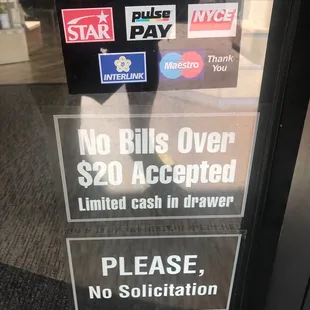 STAR
pulse
PAY
NYCE
INTERLINK
Maestro
Thank
You
No Bills Over
$20 Accepted
Limited cash in drawer
PLEASE,
No Solicitation